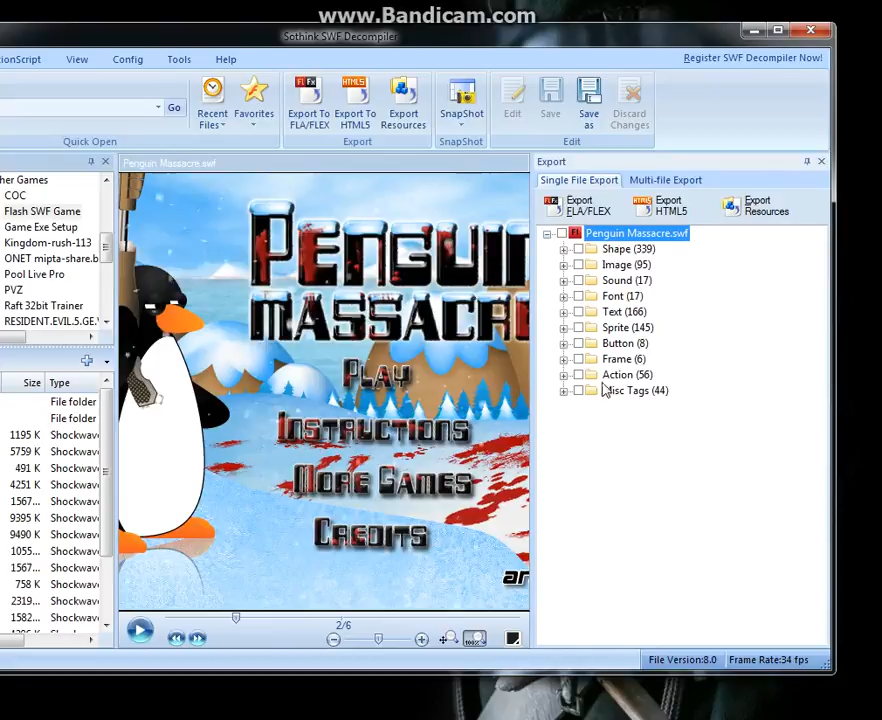 www.Bandicam.com
Sothink SWF Decompiler
ionScript View Config Tools Help Register SWF Decompiler Now!
Go
Recent Files Favorites Export To FLA/FLEX Export To HTML5 Export Resources SnapShot Edit Save Save as Discard Changes
Quick Open Export SnapShot Edit
Penguin Massacre.swf
Export
Single File Export Multi-file Export
Export FLA/FLEX Export HTML5 Export Resources
her Games
COC
Flash SWF Game
Game Exe Setup
Kingdom-rush-113
ONET mipta-share.b
Pool Live Pro
PVZ
Raft 32bit Trainer
RESIDENT.EVIL.5.GE.
Size Type
File folder
File folder
1195 K Shockwav
5759 K Shockwav
491 K Shockwav
4251 K Shockwav
1567... Shockwav
9395 K Shockwav
9490 K Shockwav
1055... Shockwav
1567... Shockwav
758 K Shockwav
2319... Shockwav
1582... Shockwav
Penguin
Massacre
Play
Instructions
More Games
Credits
ar
2/6
100%
Penguin Massacre.swf
Shape (339)
Image (95)
Sound (17)
Font (17)
Text (166)
Sprite (145)
Button (8)
Frame (6)
Action (56)
Misc Tags (44)
File Version:8.0 Frame Rate:34 fps